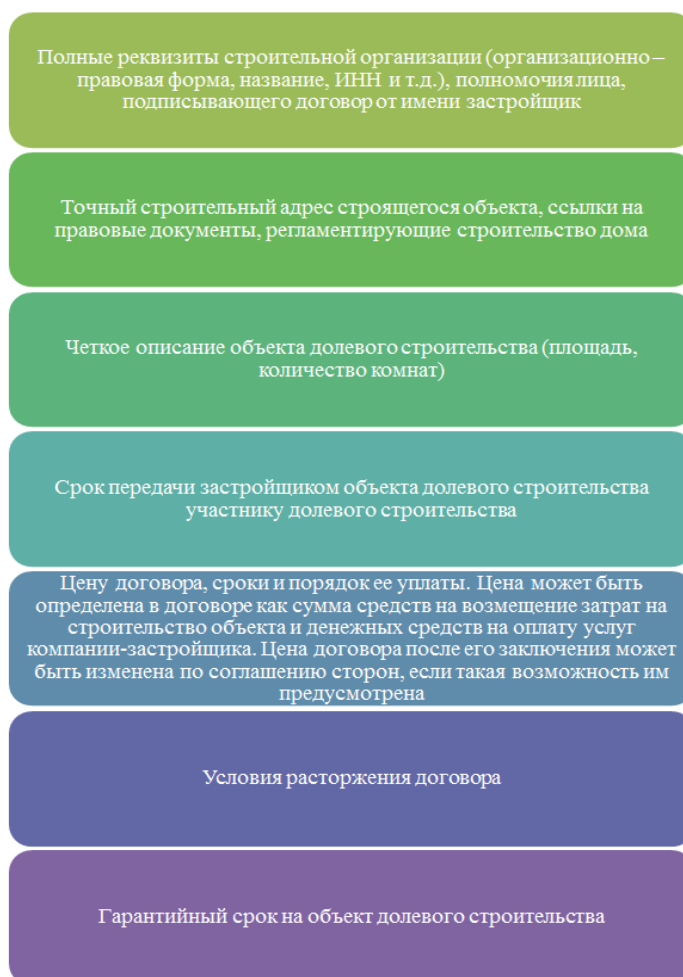 Полные реквизиты строительной организации (организационно –
правовая форма, название, ИНН и т.д.), полномочия лица,
подписывающего договор от имени застройщик
Точный строительный адрес строящегося объекта, ссылки на
правовые документы, регламентирующие строительство дома
Четкое описание объекта долевого строительства (площадь,
количество комнат)
Срок передачи застройщиком объекта долевого строительства
участнику долевого строительства
Цену договора, сроки и порядок ее уплаты. Цена может быть
определена в договоре как сумма средств на возмещение затрат на
строительство объекта и денежных средств на оплату услуг
компании-застройщика. Цена договора после его заключения может
быть изменена по соглашению сторон, если такая возможность им
предусмотрена
Условия расторжения договора
Гарантийный срок на объект долевого строительства